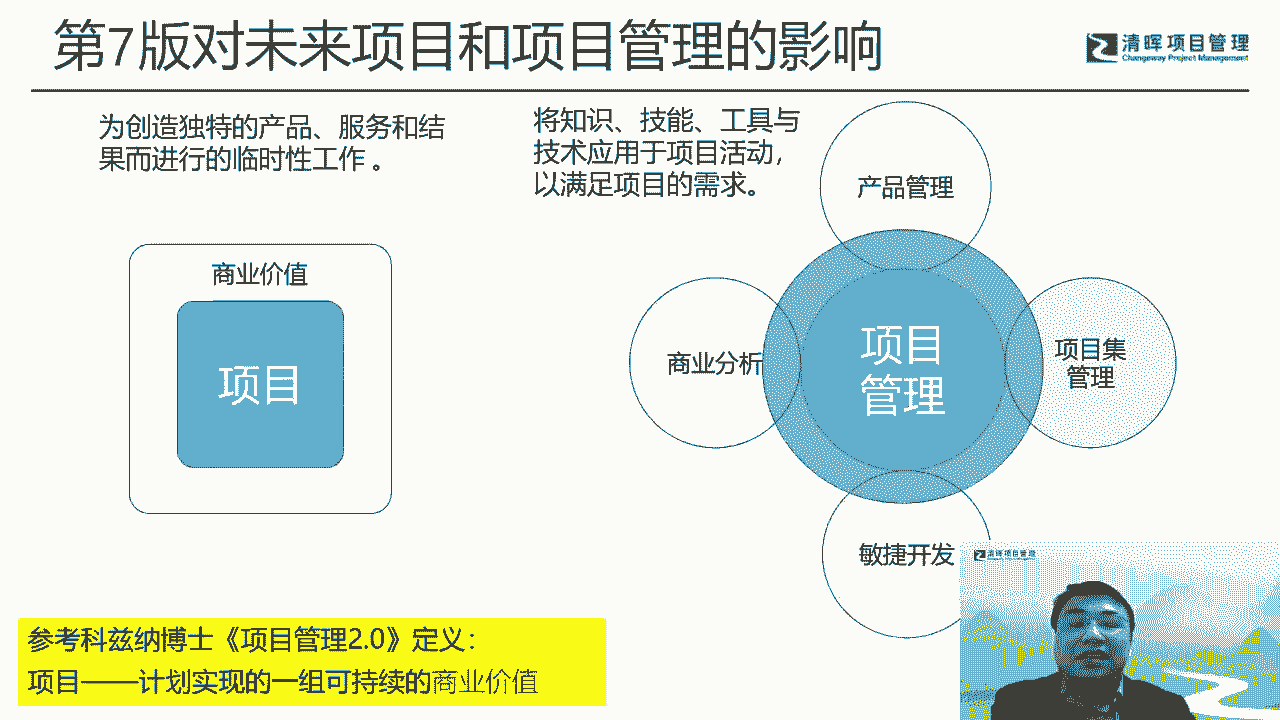 第7版对未来项目和项目管理的影响
清晖项目管理
Changeway Project Management
为创造独特的产品、服务和结
果而进行的临时性工作。
将知识、技能、工具与
技术应用于项目活动，
以满足项目的需求。
商业价值
项目
产品管理
商业分析
项目
管理
项目集
管理
敏捷开发
参考科兹纳博士《项目管理2.0》定义：
项目——计划实现的一组可持续的商业价值
清晖项目管理